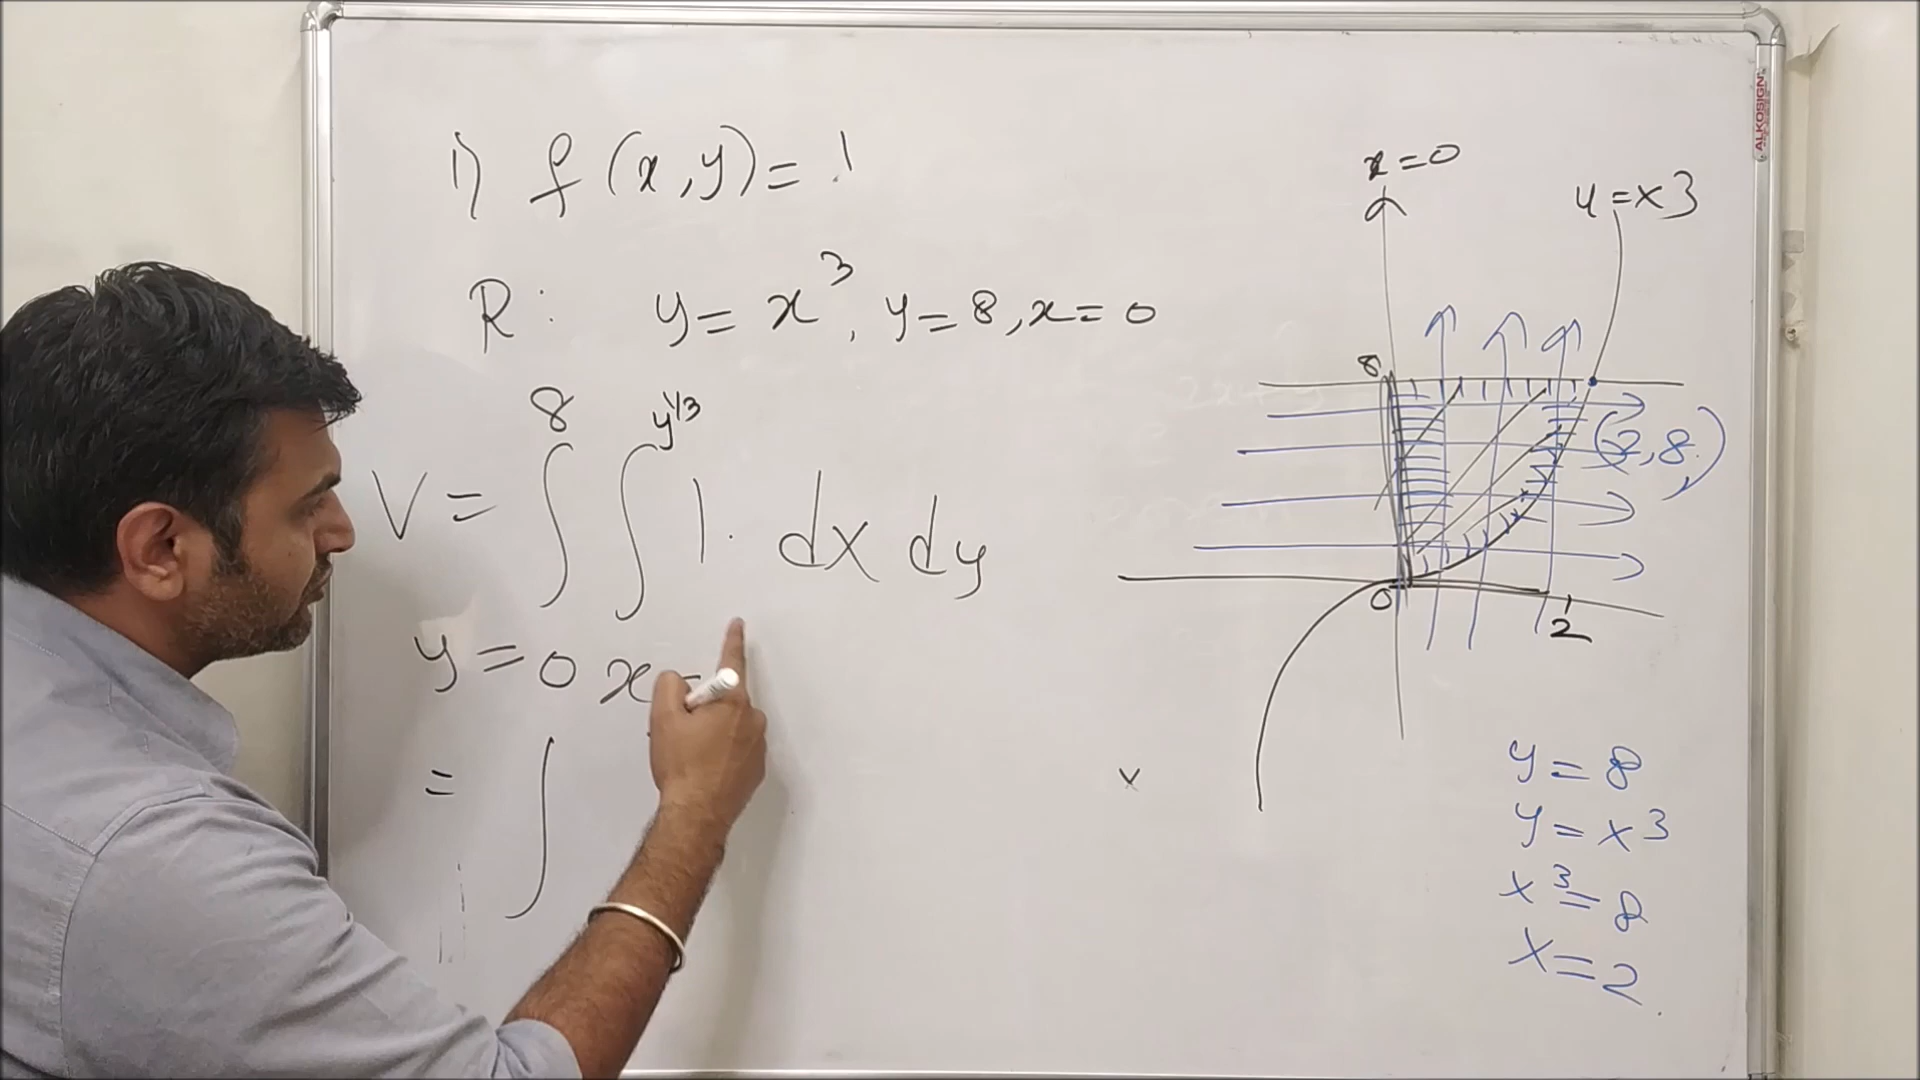 1) f(x,y)= 1
R: y=x³, y=8, x=0
8 y^1/3
V = ∫ ∫ 1. dx dy
y=0 x=
= ∫
x=0
y=x3
8
(2,8)
0
2
x
y=8
y=x3
x3=8
x=2
ALKOSIGN